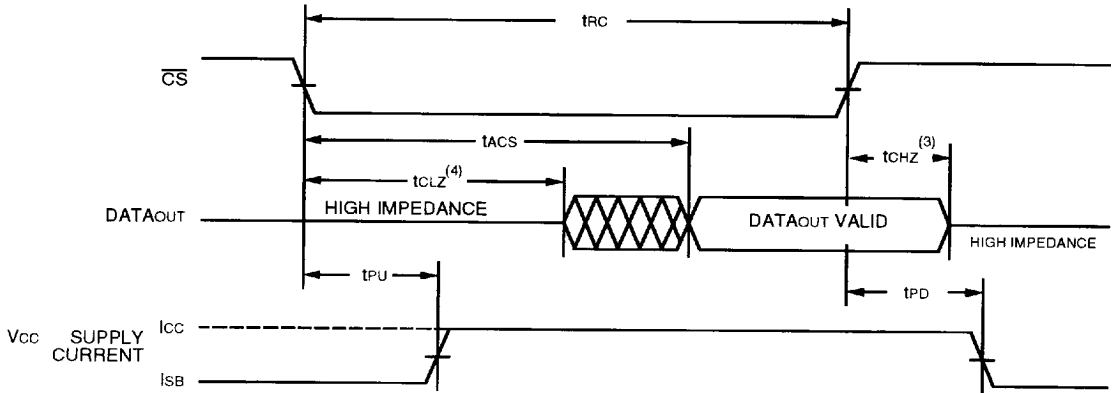 tRC
CS
tACS
tCLZ(4)
tCHZ(3)
DATAOUT
HIGH IMPEDANCE
DATAOUT VALID
HIGH IMPEDANCE
tPU
tPD
VCC SUPPLY CURRENT
ICC
ISB